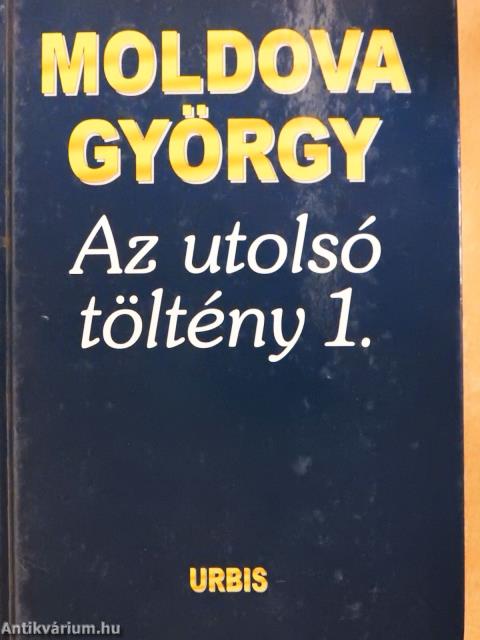 MOLDOVA
GYÖRGY
Az utolsó
töltény 1.
URBIS
Antikvárium.hu